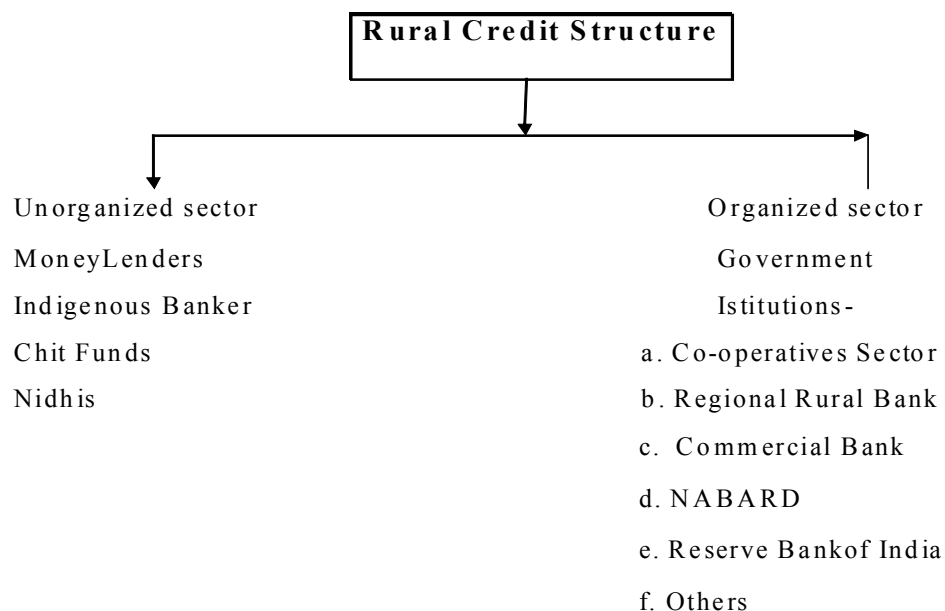 Rural Credit Structure
Unorganized sector
MoneyLenders
Indigenous Banker
Chit Funds
Nidhis
Organized sector
Government
Istitutions-
a. Co-operatives Sector
b. Regional Rural Bank
c. Commercial Bank
d. NABARD
e. Reserve Bankof India
f. Others